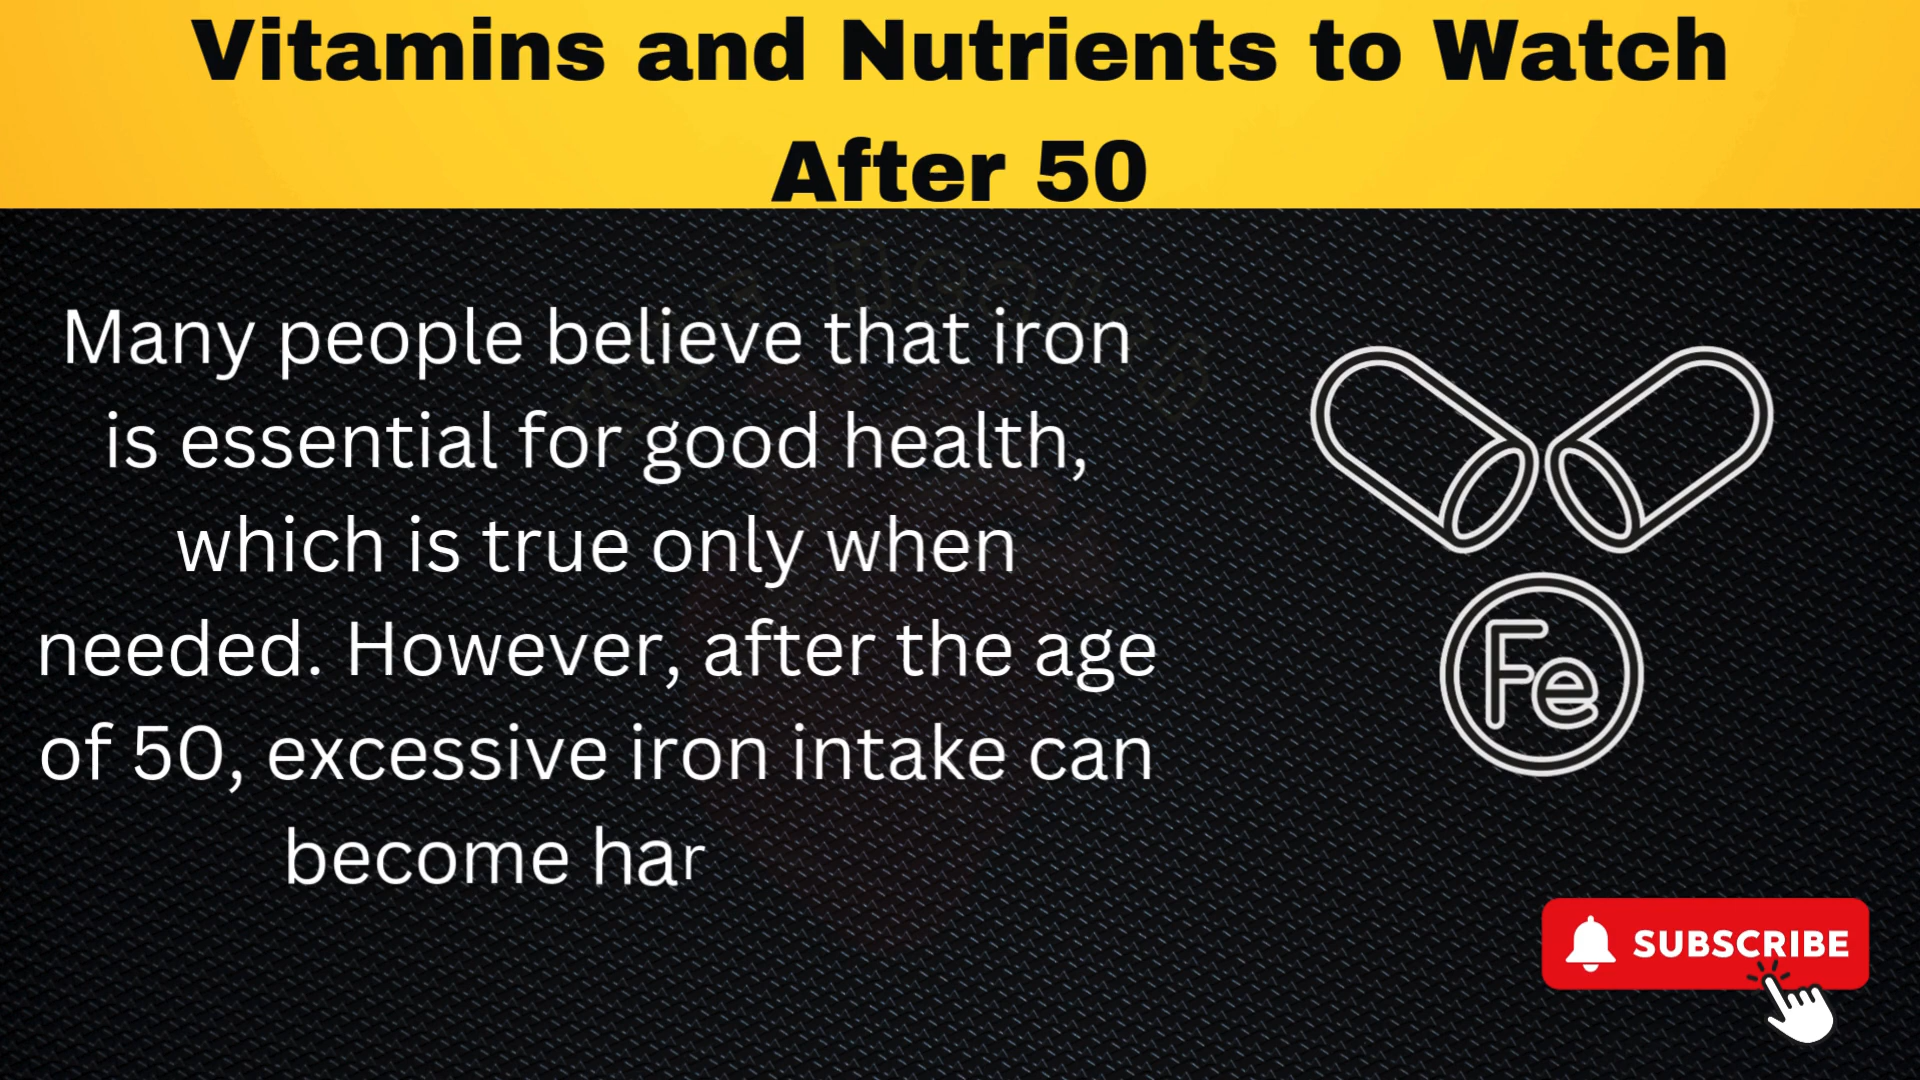 Vitamins and Nutrients to Watch
After 50
Many people believe that iron
is essential for good health,
which is true only when
needed. However, after the age
of 50, excessive iron intake can
become har
Fe
SUBSCRIBE